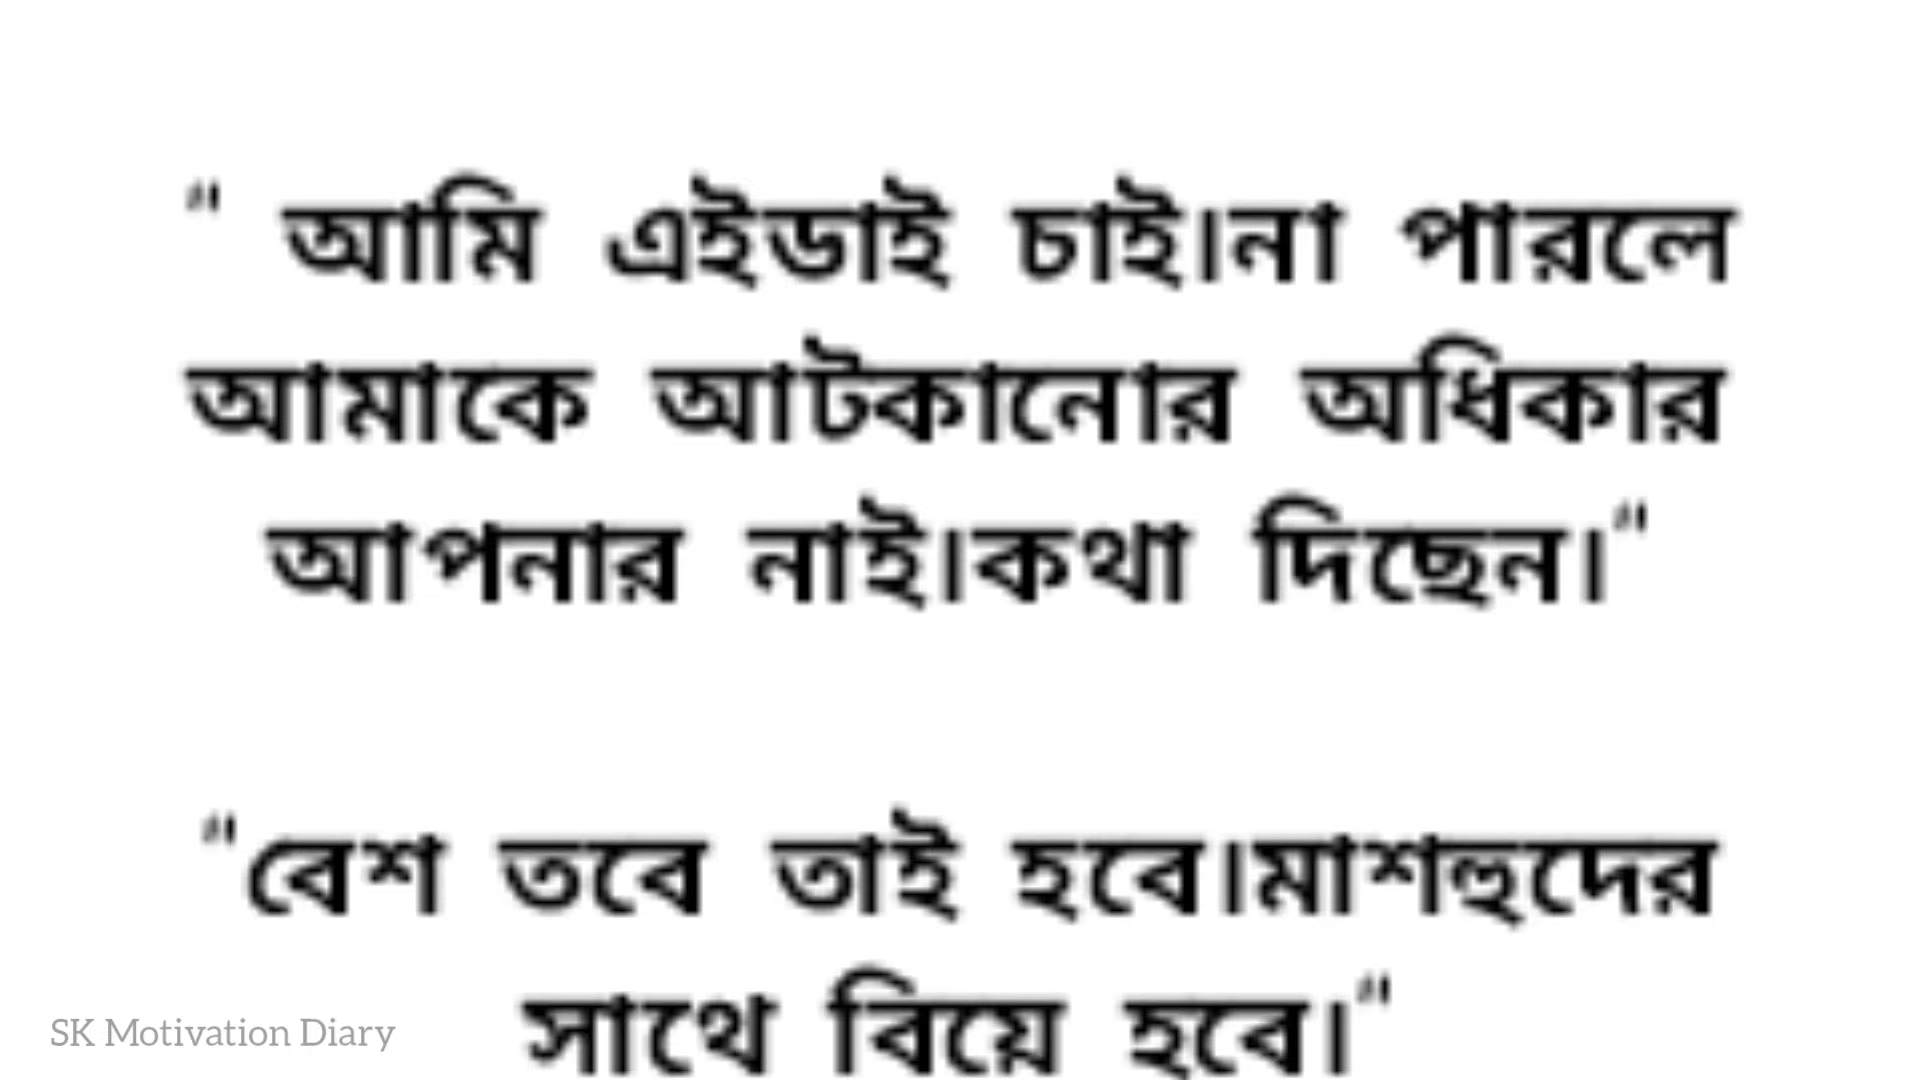 " আমি এইডাই চাই।না পারলে
আমাকে আটকানোর অধিকার
আপনার নাই।কথা দিছেন।"
"বেশ তবে তাই হবে।মাশহুদের
সাথে বিয়ে হবে।"
SK Motivation Diary